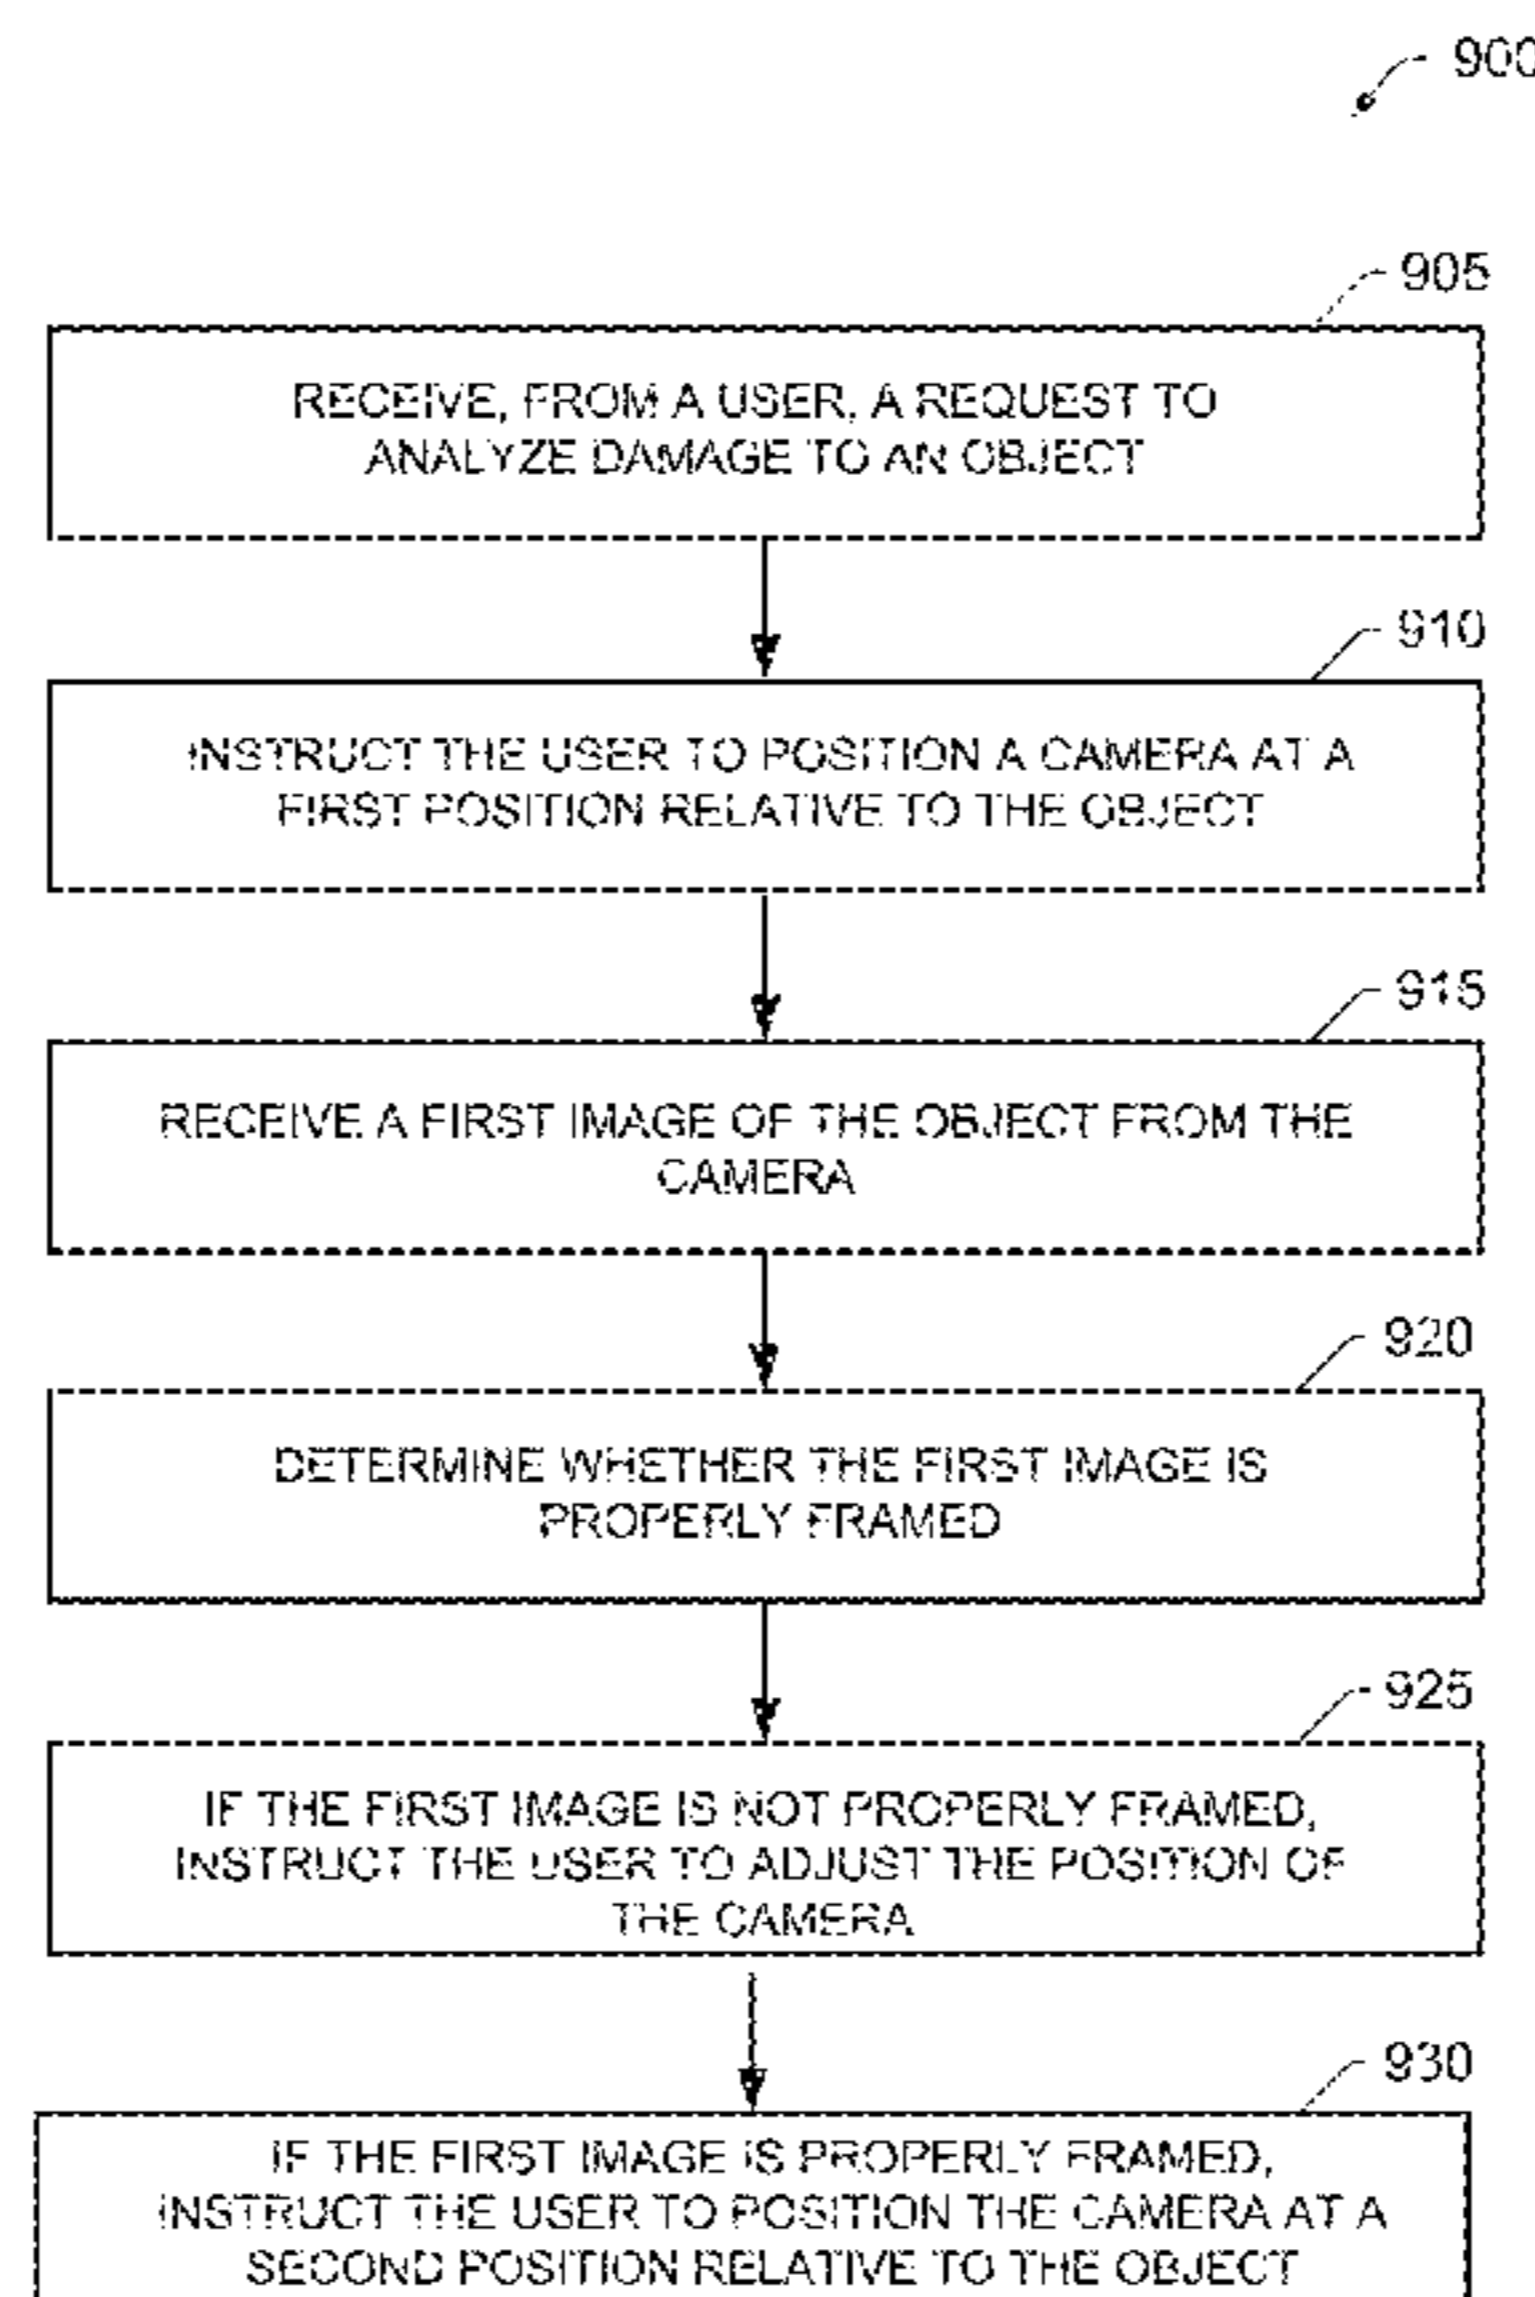 900
905
RECEIVE, FROM A USER, A REQUEST TO
ANALYZE DAMAGE TO AN OBJECT
910
INSTRUCT THE USER TO POSITION A CAMERA AT A
FIRST POSITION RELATIVE TO THE OBJECT
915
RECEIVE A FIRST IMAGE OF THE OBJECT FROM THE
CAMERA
920
DETERMINE WHETHER THE FIRST IMAGE IS
PROPERLY FRAMED
925
IF THE FIRST IMAGE IS NOT PROPERLY FRAMED,
INSTRUCT THE USER TO ADJUST THE POSITION OF
THE CAMERA
930
IF THE FIRST IMAGE IS PROPERLY FRAMED,
INSTRUCT THE USER TO POSITION THE CAMERA AT A
SECOND POSITION RELATIVE TO THE OBJECT